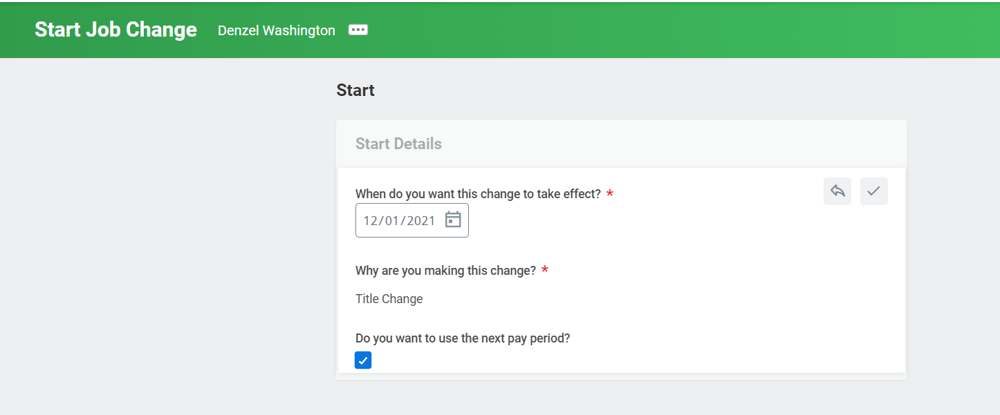 Start Job Change Denzel Washington
Start
Start Details
When do you want this change to take effect? *
12/01/2021
Why are you making this change? *
Title Change
Do you want to use the next pay period?